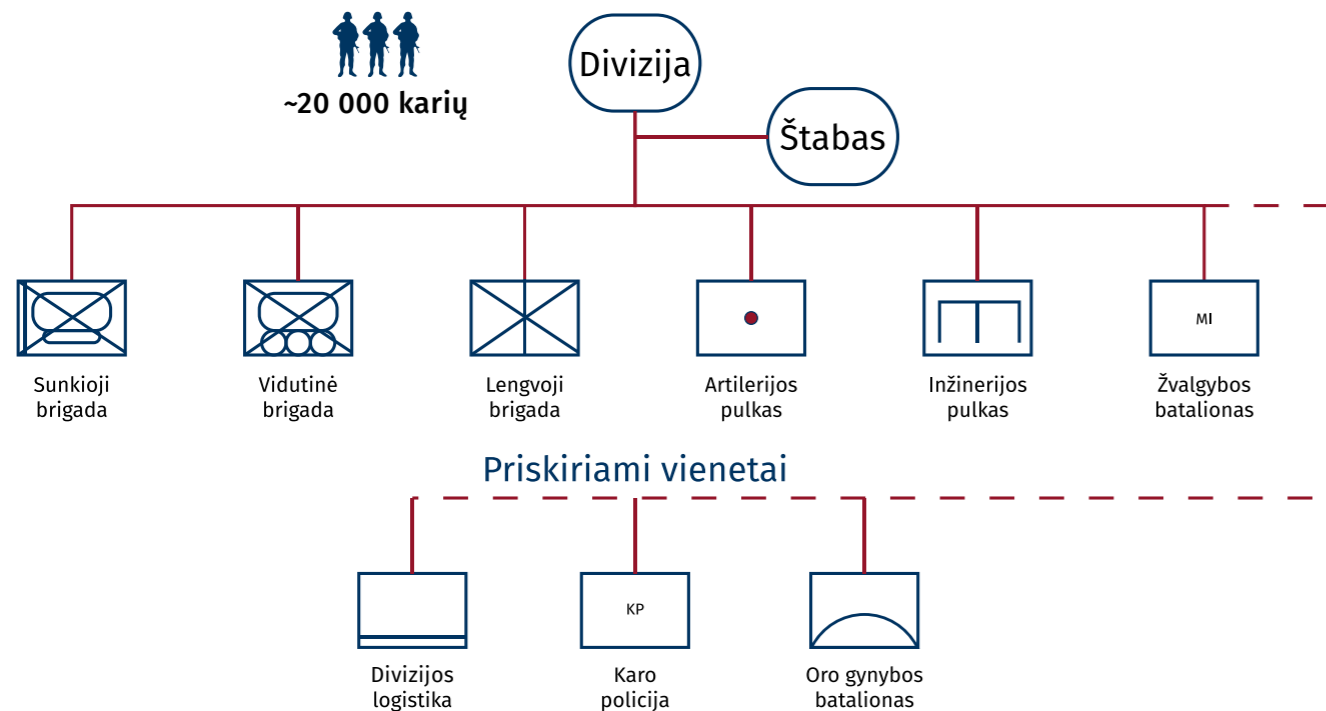 ~20 000 karių
Divizija
Štabas
Sunkioji
brigada
Vidutinė
brigada
Lengvoji
brigada
Artilerijos
pulkas
Inžinerijos
pulkas
MI
Žvalgybos
batalionas
Priskiriami vienetai
Divizijos
logistika
KP
Karo
policija
Oro gynybos
batalionas